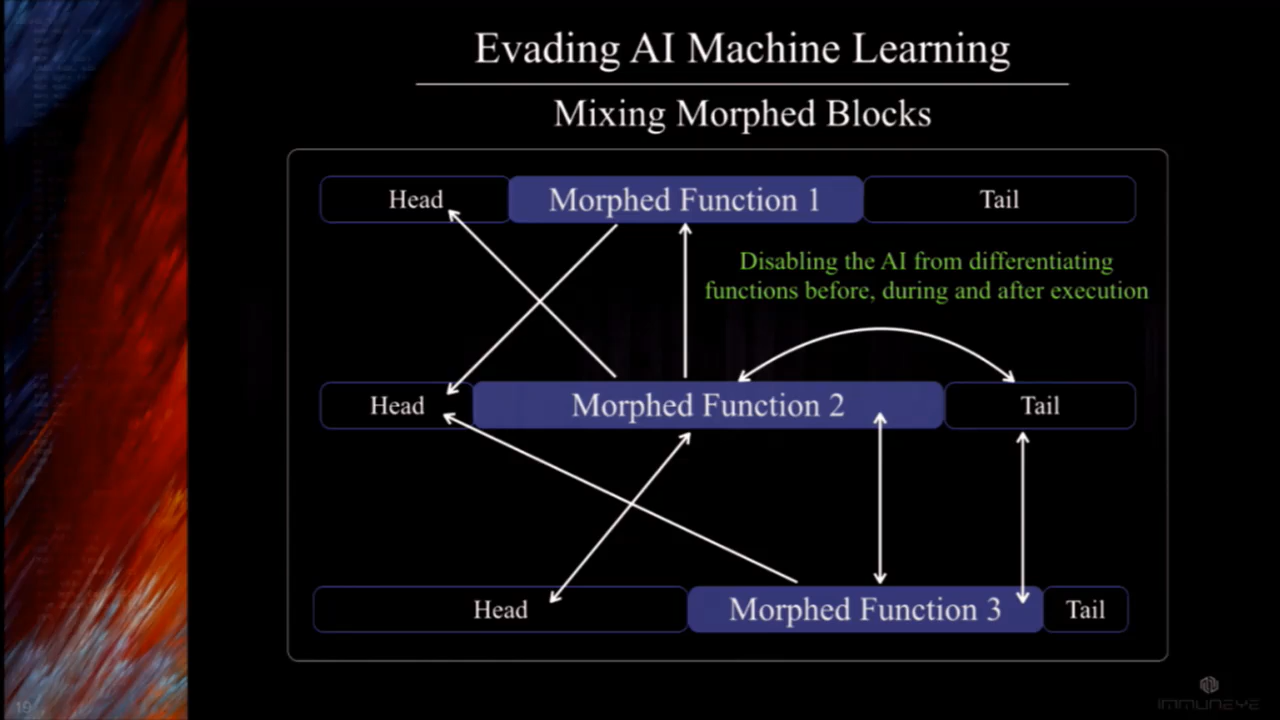 Evading AI Machine Learning
Mixing Morphed Blocks
Head
Morphed Function 1
Tail
Disabling the AI from differentiating
functions before, during and after execution
Head
Morphed Function 2
Tail
Head
Morphed Function 3
Tail
19
IMMUNEYE